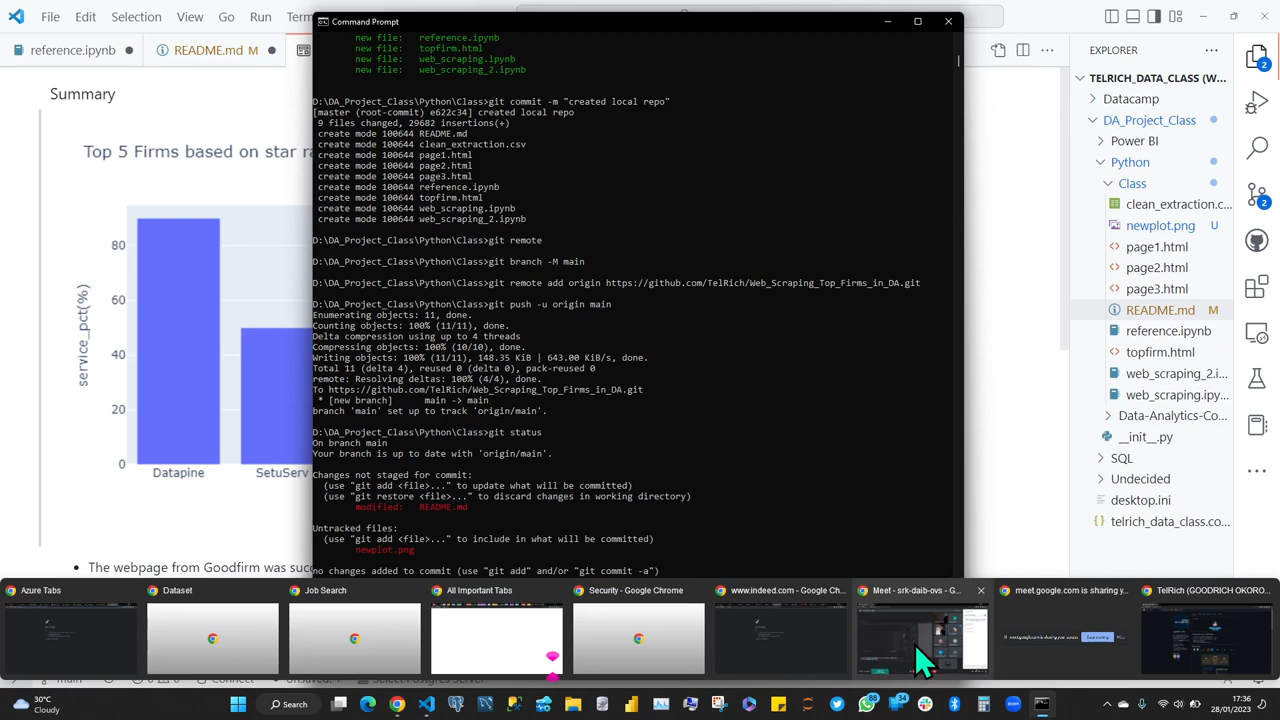 File Edit Selection View Go Run Term
reference.ipynb
README.md M
Summary
Top 5 Firms based on star ra
service_pct(%)
80
60
40
20
0
Datapine
SetuServ
The webpage from Goodfirm was succ
Command Prompt
new file: reference.ipynb
new file: topfirm.html
new file: web_scraping.ipynb
new file: web_scraping_2.ipynb
D:\DA_Project_Class\Python\Class>git commit -m "created local repo"
[master (root-commit) e622c34] created local repo
9 files changed, 29682 insertions(+)
create mode 100644 README.md
create mode 100644 clean_extraction.csv
create mode 100644 page1.html
create mode 100644 page2.html
create mode 100644 page3.html
create mode 100644 reference.ipynb
create mode 100644 topfirm.html
create mode 100644 web_scraping.ipynb
create mode 100644 web_scraping_2.ipynb
D:\DA_Project_Class\Python\Class>git remote
D:\DA_Project_Class\Python\Class>git branch -M main
D:\DA_Project_Class\Python\Class>git remote add origin https://github.com/TelRich/Web_Scraping_Top_Firms_in_DA.git
D:\DA_Project_Class\Python\Class>git push -u origin main
Enumerating objects: 11, done.
Counting objects: 100% (11/11), done.
Delta compression using up to 4 threads
Compressing objects: 100% (10/10), done.
Writing objects: 100% (11/11), 148.35 KiB | 643.00 KiB/s, done.
Total 11 (delta 4), reused 0 (delta 0), pack-reused 0
remote: Resolving deltas: 100% (4/4), done.
To https://github.com/TelRich/Web_Scraping_Top_Firms_in_DA.git
* [new branch] main -> main
branch 'main' set up to track 'origin/main'.
D:\DA_Project_Class\Python\Class>git status
On branch main
Your branch is up to date with 'origin/main'.
Changes not staged for commit:
(use "git add <file>..." to update what will be committed)
(use "git restore <file>..." to discard changes in working directory)
modified: README.md
Untracked files:
(use "git add <file>..." to include in what will be committed)
newplot.png
no changes added to commit (use "git add" and/or "git commit -a")
EXPLORER
TELRICH_DATA_CLASS (W...
Datacamp
DA_Project_Class
Power BI
Python
Class
clean_extraction.c...
newplot.png U
page1.html
page2.html
page3.html
README.md M
reference.ipynb
topfirm.html
web_scraping_2.i...
web_scraping.ipy...
Data-Analytics-Co...
__init__.py
SQL
Undecided
desktop.ini
telrich_data_class.co...
2
2
Azure Tabs
Dataset
Job Search
All Important Tabs
Security - Google Chrome
www.indeed.com - Google Ch...
Meet - srk-daib-ovs - G...
meet.google.com is sharing y...
Telrich (GOODRICH OKORO...
30°C
Cloudy
Search
88
34
17:36
28/01/2023